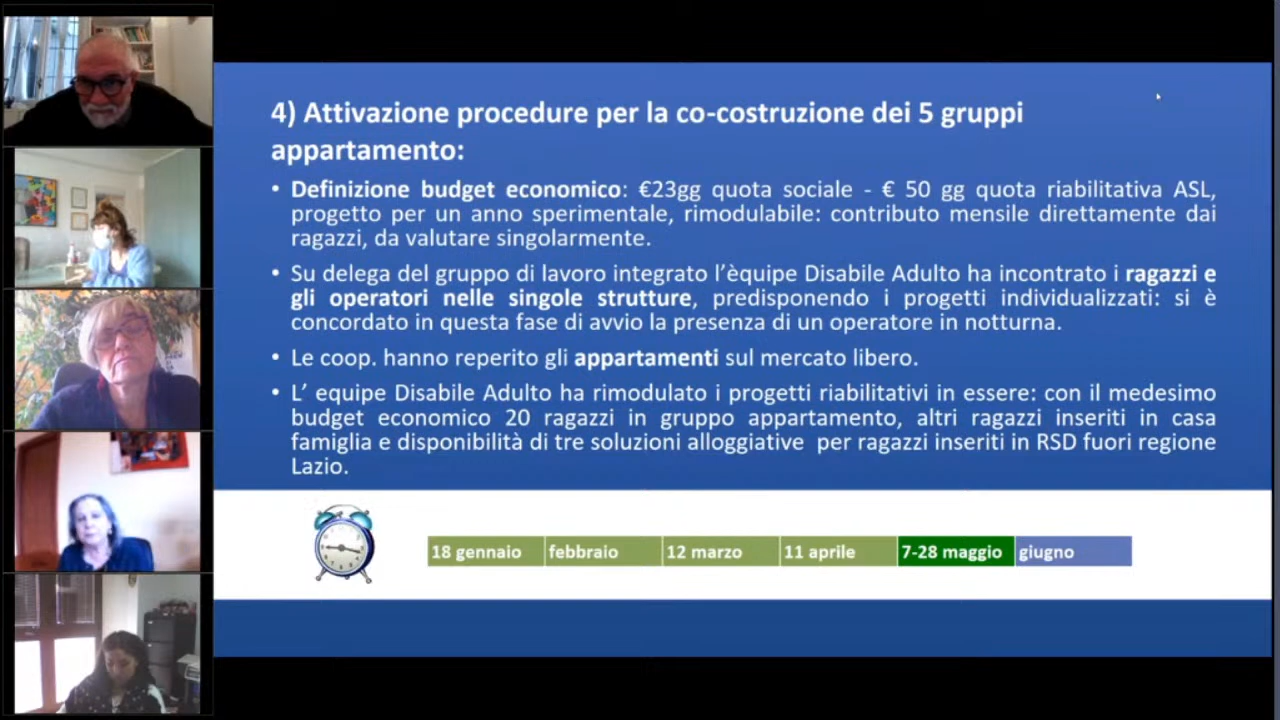 4) Attivazione procedure per la co-costruzione dei 5 gruppi
appartamento:
• Definizione budget economico: €23gg quota sociale - € 50 gg quota riabilitativa ASL,
progetto per un anno sperimentale, rimodulabile: contributo mensile direttamente dai
ragazzi, da valutare singolarmente.
• Su delega del gruppo di lavoro integrato l'èquipe Disabile Adulto ha incontrato i ragazzi e
gli operatori nelle singole strutture, predisponendo i progetti individualizzati: si è
concordato in questa fase di avvio la presenza di un operatore in notturna.
• Le coop. hanno reperito gli appartamenti sul mercato libero.
• L' equipe Disabile Adulto ha rimodulato i progetti riabilitativi in essere: con il medesimo
budget economico 20 ragazzi in gruppo appartamento, altri ragazzi inseriti in casa
famiglia e disponibilità di tre soluzioni alloggiative per ragazzi inseriti in RSD fuori regione
Lazio.
18 gennaio febbraio 12 marzo 11 aprile 7-28 maggio giugno